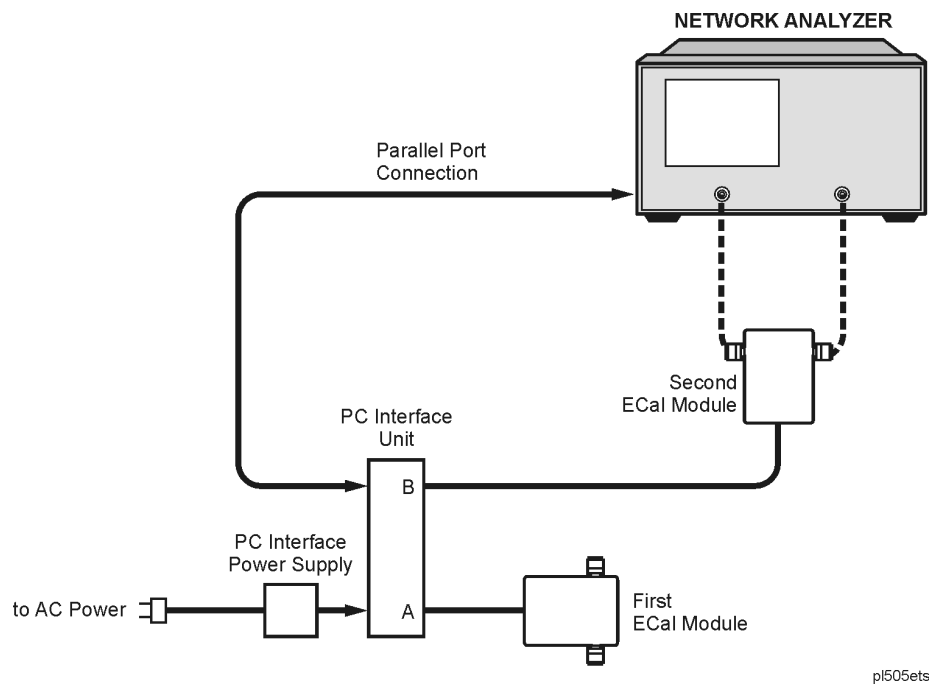 NETWORK ANALYZER
Parallel Port
Connection
Second
ECal Module
PC Interface
Unit
B
PC Interface
Power Supply
to AC Power
A
First
ECal Module
pl505ets